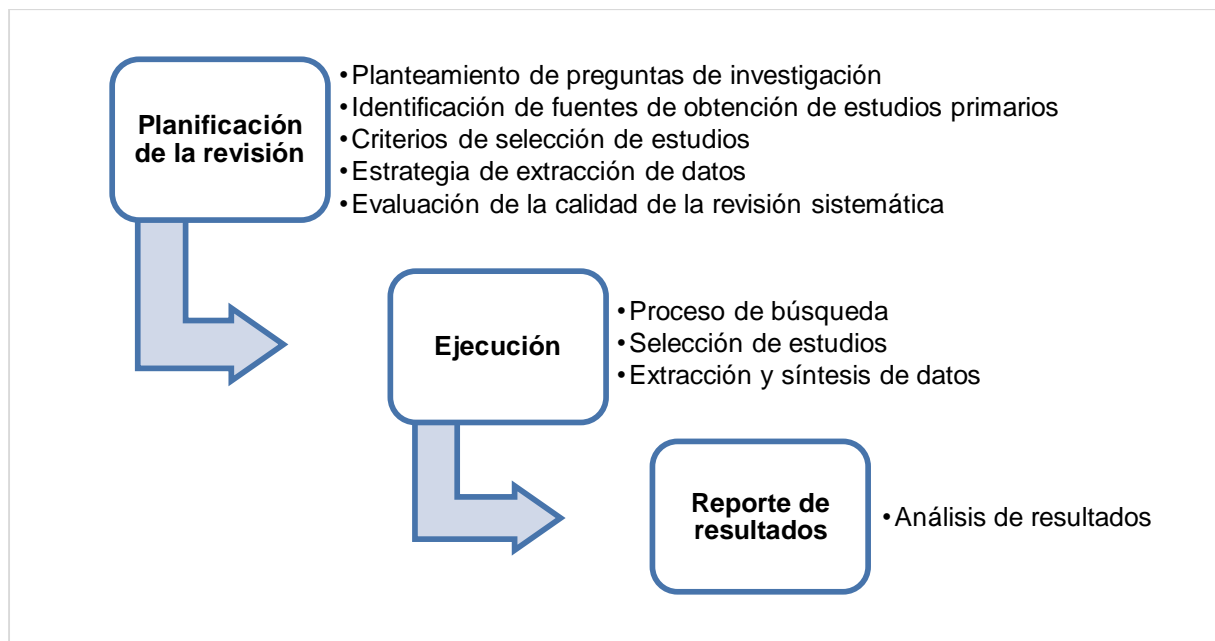 Planificación
de la revisión
•Planteamiento de preguntas de investigación
•Identificación de fuentes de obtención de estudios primarios
•Criterios de selección de estudios
•Estrategia de extracción de datos
•Evaluación de la calidad de la revisión sistemática
Ejecución
•Proceso de búsqueda
•Selección de estudios
•Extracción y síntesis de datos
Reporte de
resultados
•Análisis de resultados